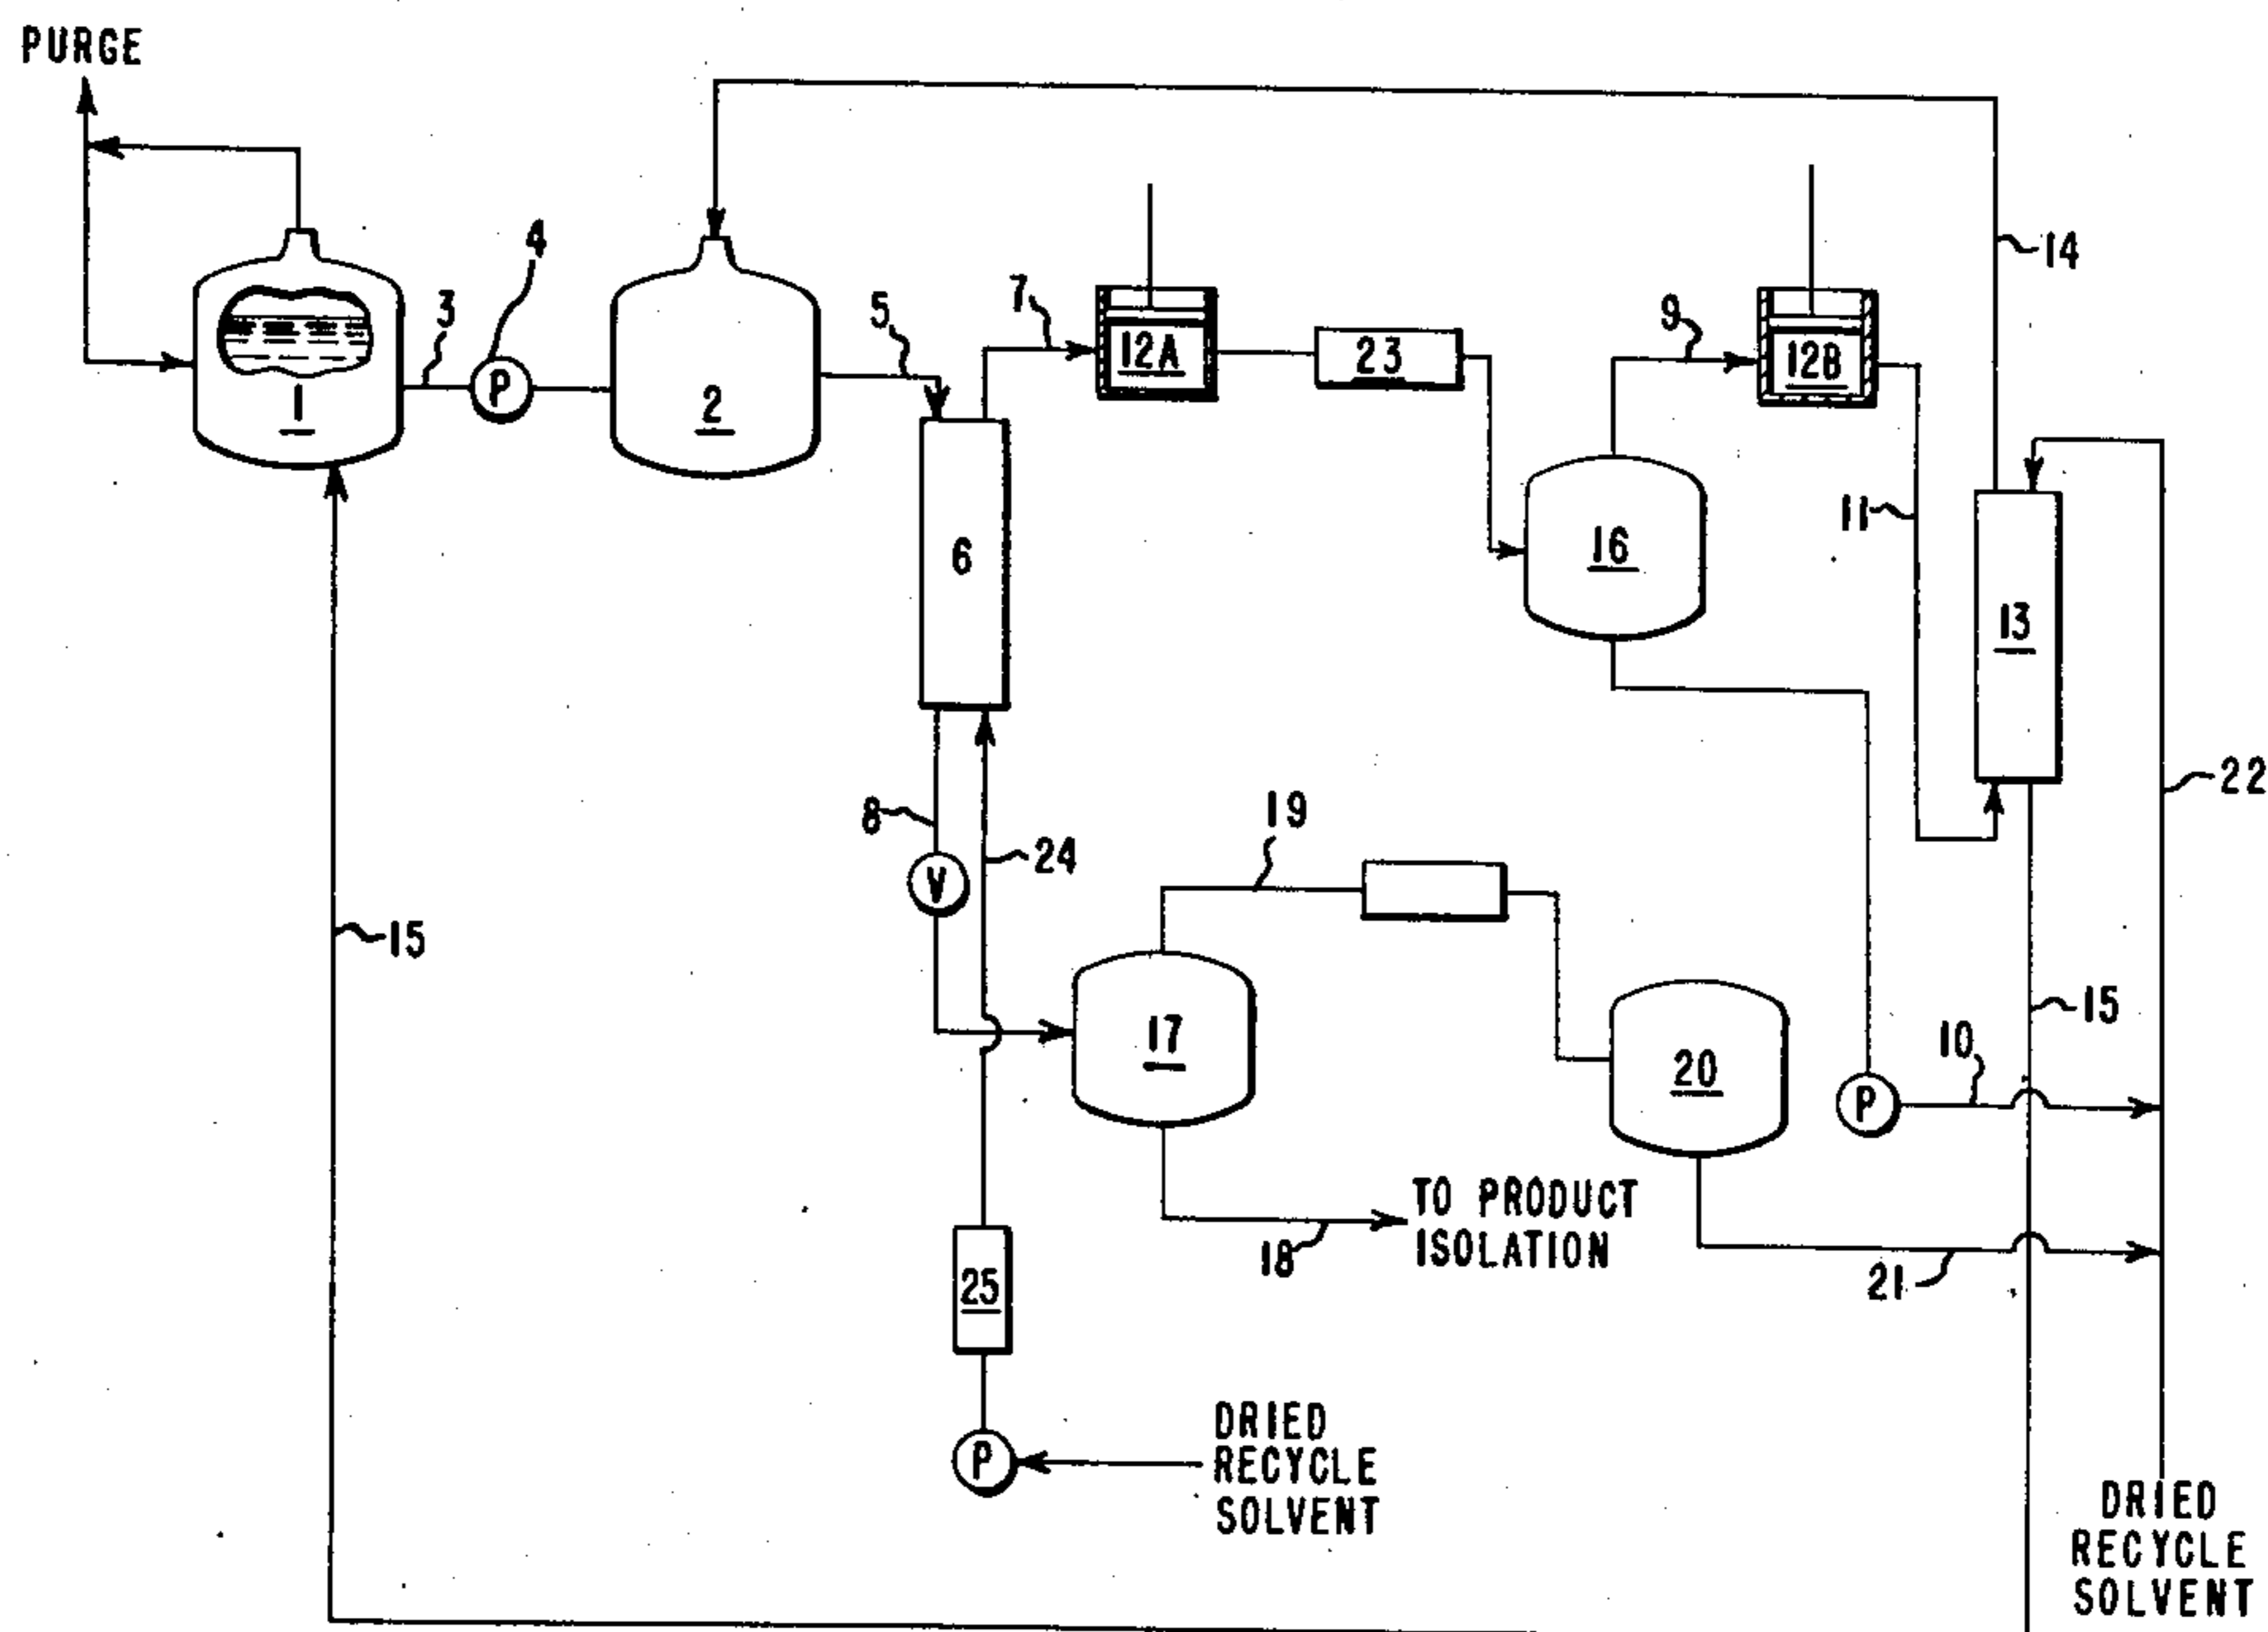 PURGE
4
14
3
P
5
7
12A
23
9
12B
1
2
11
6
16
13
22
8
24
19
V
15
15
17
20
10
P
TO PRODUCT
ISOLATION
18
21
25
P
DRIED
RECYCLE
SOLVENT
DRIED
RECYCLE
SOLVENT